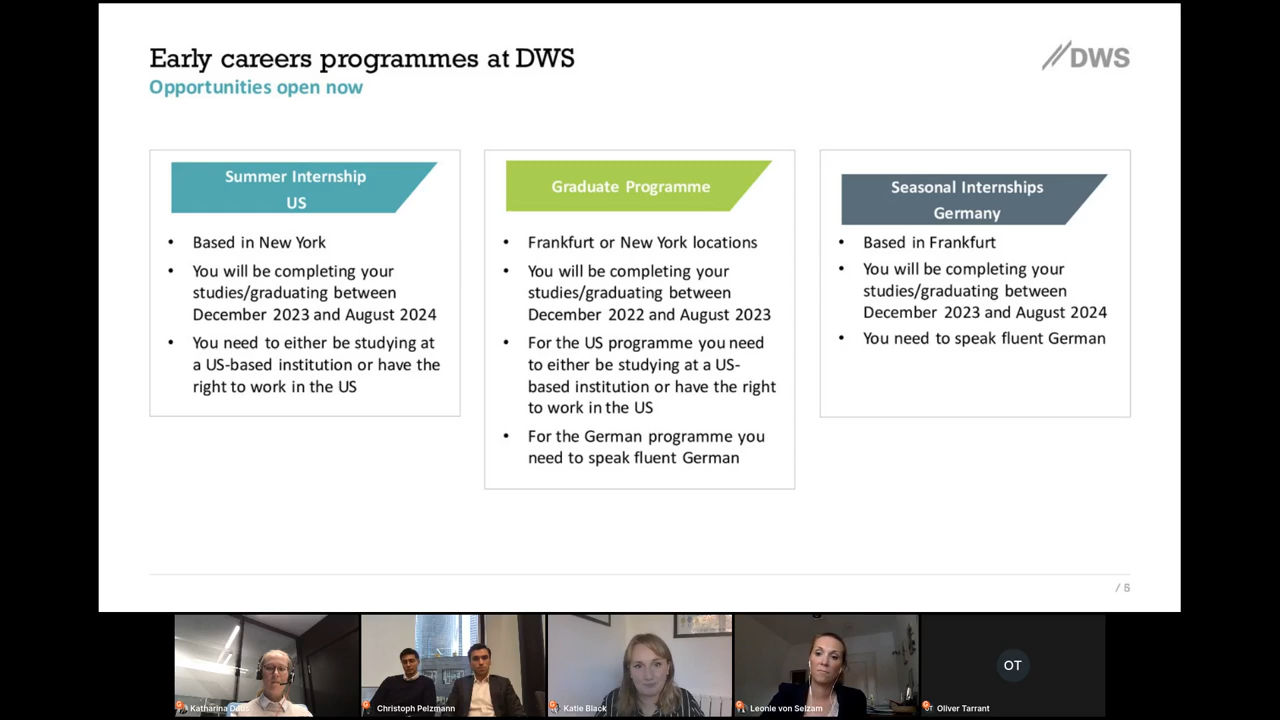 Early careers programmes at DWS
Opportunities open now
DWS
Summer Internship
US
• Based in New York
• You will be completing your
studies/graduating between
December 2023 and August 2024
• You need to either be studying at
a US-based institution or have the
right to work in the US
Graduate Programme
• Frankfurt or New York locations
• You will be completing your
studies/graduating between
December 2022 and August 2023
• For the US programme you need
to either be studying at a US-
based institution or have the right
to work in the US
• For the German programme you
need to speak fluent German
Seasonal Internships
Germany
• Based in Frankfurt
• You will be completing your
studies/graduating between
December 2023 and August 2024
• You need to speak fluent German
Katharina
Christoph Pelzmann
Katie Black
Leonie von Selzam
OT
Oliver Tarrant